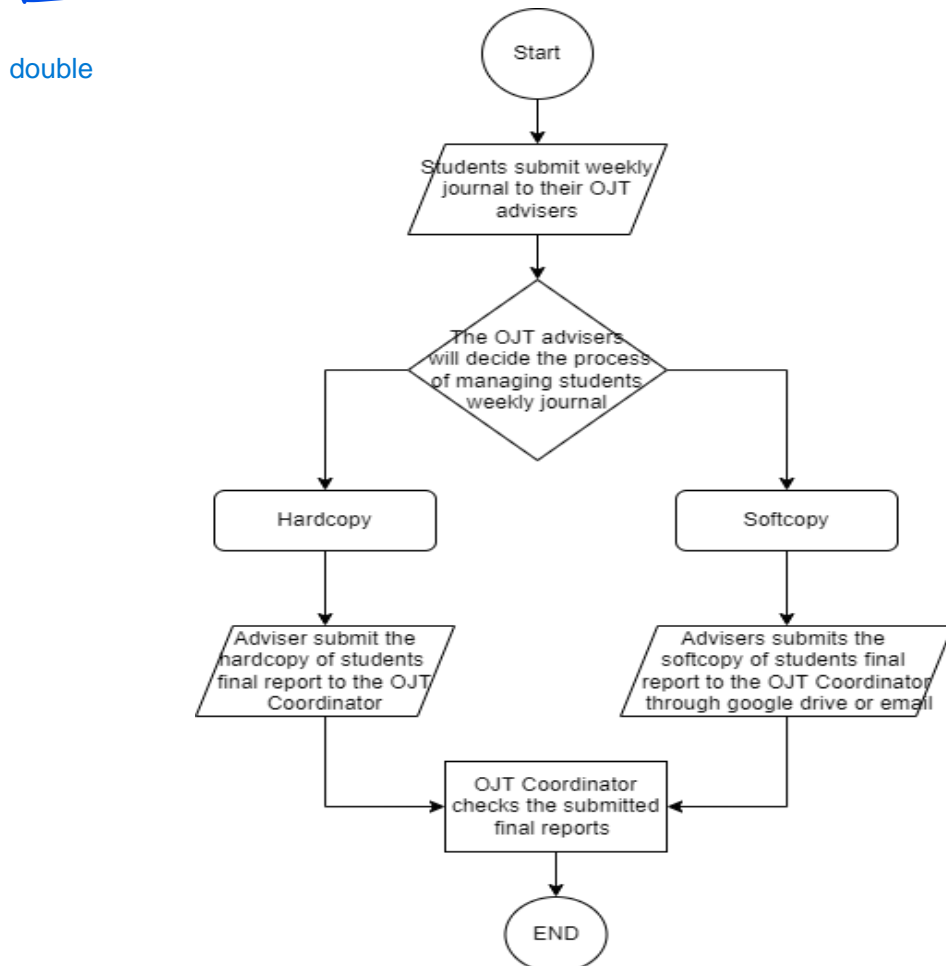 double
Start
Students submit weekly
journal to their OJT
advisers
The OJT advisers
will decide the process
of managing students
weekly journal
Hardcopy
Softcopy
Adviser submit the
hardcopy of students
final report to the OJT
Coordinator
Advisers submits the
softcopy of students final
report to the OJT Coordinator
through google drive or email
OJT Coordinator
checks the submitted
final reports
END